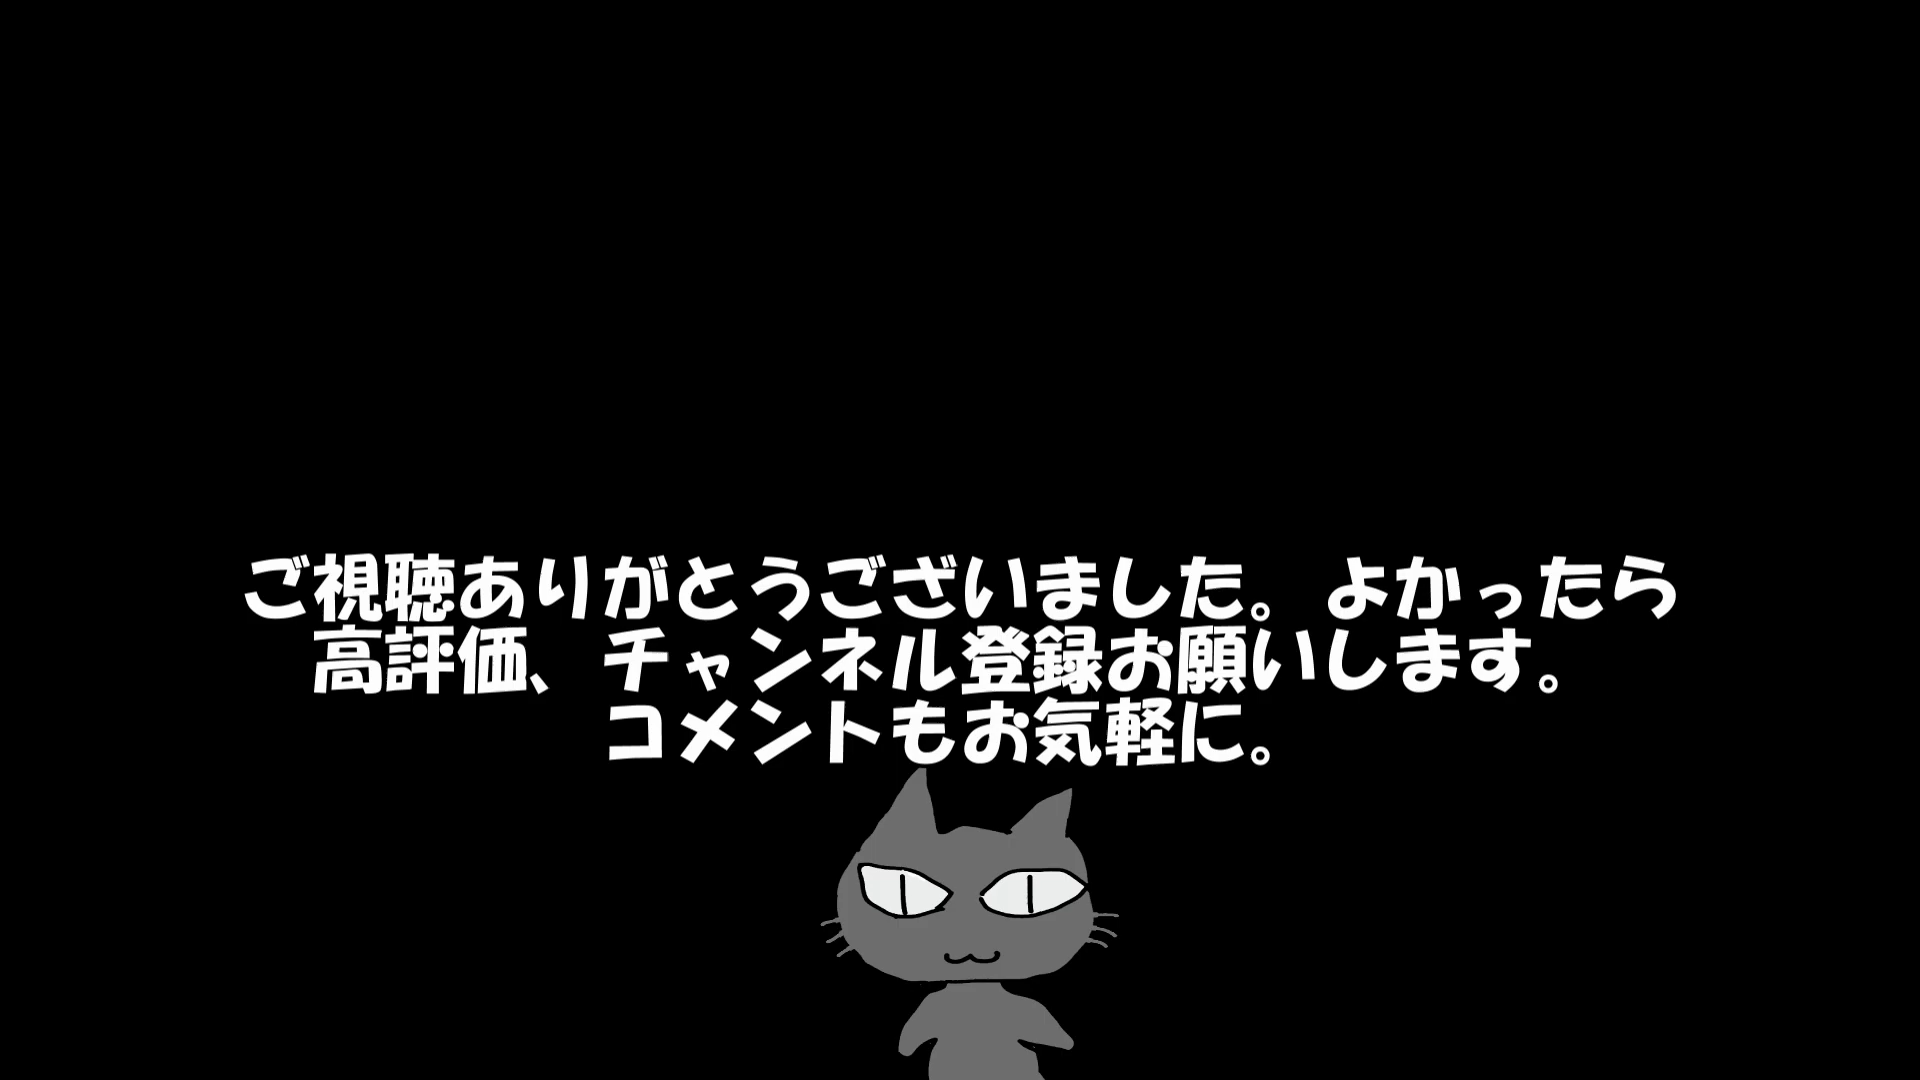 ご視聴ありがとうございました。よかったら
高評価、チャンネル登録お願いします。
コメントもお気軽に。